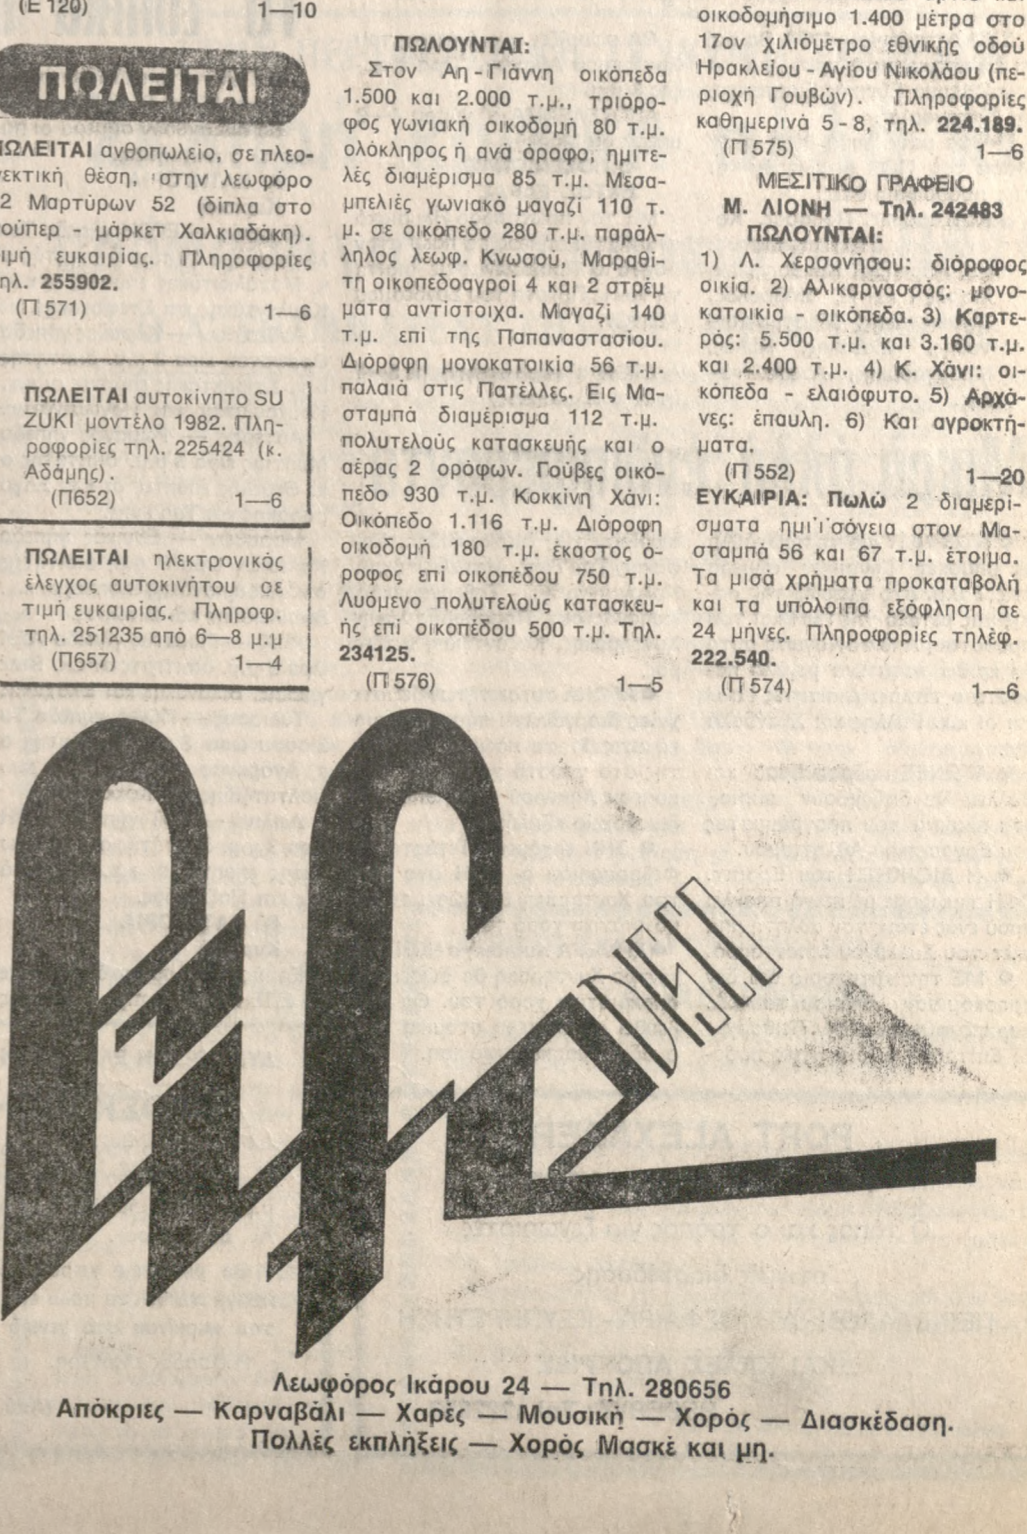 (Ε 120) 1—10
ΠΩΛΕΙΤΑΙ
ΠΩΛΕΙΤΑΙ ανθοπωλείο, σε πλεο-
νεκτική θέση, στην λεωφόρο
2 Μαρτύρων 52 (δίπλα στο
σούπερ - μάρκετ Χαλκιαδάκη).
Τιμή ευκαιρίας. Πληροφορίες
τηλ. 255902.
(Π 571) 1—6
ΠΩΛΕΙΤΑΙ αυτοκίνητο SU
ZUKI μοντέλο 1982. Πλη-
ροφορίες τηλ. 225424 (κ.
Αδάμης).
(Π652) 1—6
ΠΩΛΕΙΤΑΙ ηλεκτρονικός
έλεγχος αυτοκινήτου σε
τιμή ευκαιρίας. Πληροφ.
τηλ. 251235 από 6—8 μ.μ
(Π657) 1—4
ΠΩΛΟΥΝΤΑΙ:
Στον Αη - Γιάννη οικόπεδα
1.500 και 2.000 τ.μ., τριόρο-
φος γωνιακή οικοδομή 80 τ.μ.
ολόκληρος ή ανά όροφο, ημιτε-
λές διαμέρισμα 85 τ.μ. Μεσα-
μπελιές γωνιακό μαγαζί 110 τ.
μ. σε οικόπεδο 280 τ.μ. παράλ-
ληλος λεωφ. Κνωσού, Μαραθί-
τη οικοπεδοαγροί 4 και 2 στρέμ
ματα αντίστοιχα. Μαγαζί 140
τ.μ. επί της Παπαναστασίου.
Διόροφη μονοκατοικία 56 τ.μ.
παλαιά στις Πατέλλες. Εις Μα-
σταμπά διαμέρισμα 112 τ.μ.
πολυτελούς κατασκευής και ο
αέρας 2 ορόφων. Γούβες οικό-
πεδο 930 τ.μ. Κοκκίνη Χάνι:
Οικόπεδο 1.116 τ.μ. Διόροφη
οικοδομή 180 τ.μ. έκαστος ό-
ροφος επί οικοπέδου 750 τ.μ.
Λυόμενο πολυτελούς κατασκευ-
ής επί οικοπέδου 500 τ.μ. Τηλ.
234125.
(Π 576) 1—5
οικοδομήσιμο 1.400 μέτρα στο
17ον χιλιόμετρο εθνικής οδού
Ηρακλείου - Αγίου Νικολάου (πε-
ριοχή Γουβών). Πληροφορίες
καθημερινά 5 - 8, τηλ. 224.189.
(Π 575) 1—6
ΜΕΣΙΤΙΚΟ ΓΡΑΦΕΙΟ
Μ. ΛΙΟΝΗ — Τηλ. 242483
ΠΩΛΟΥΝΤΑΙ:
1) Λ. Χερσονήσου: διόροφος
οικία. 2) Αλικαρνασσός: μονο-
κατοικία - οικόπεδα. 3) Καρτε-
ρός: 5.500 τ.μ. και 3.160 τ.μ.
και 2.400 τ.μ. 4) Κ. Χάνι: οι-
κόπεδα - ελαιόφυτο. 5) Αρχά-
νες: έπαυλη. 6) Και αγροκτή-
ματα.
(Π 552) 1—20
ΕΥΚΑΙΡΙΑ: Πωλώ 2 διαμερί-
σματα ημιϊσόγεια στον Μα-
σταμπά 56 και 67 τ.μ. έτοιμα.
Τα μισά χρήματα προκαταβολή
και τα υπόλοιπα εξόφληση σε
24 μήνες. Πληροφορίες τηλέφ.
222.540.
(Π 574) 1—6
DISCO
Λεωφόρος Ικάρου 24 — Τηλ. 280656
Απόκριες — Καρναβάλι — Χαρές — Μουσική — Χορός — Διασκέδαση.
Πολλές εκπλήξεις — Χορός Μασκέ και μη.